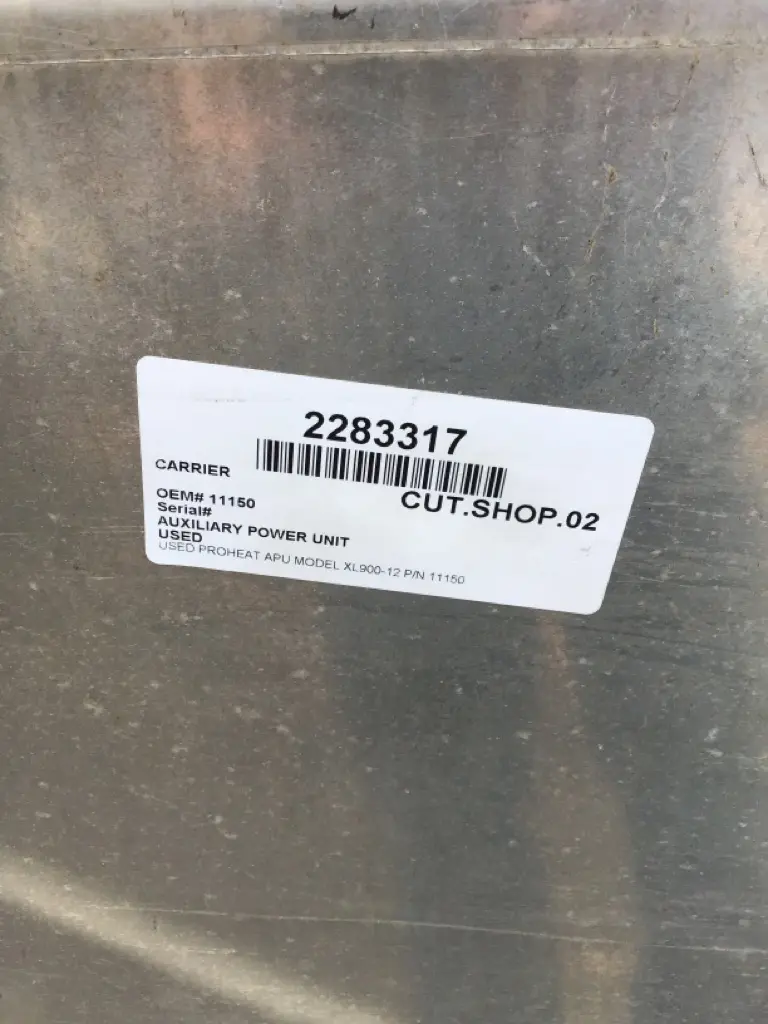 2283317
CARRIER
CUT.SHOP.02
OEM# 11150
Serial#
AUXILIARY POWER UNIT
USED
USED PROHEAT APU MODEL XL900-12 P/N 11150